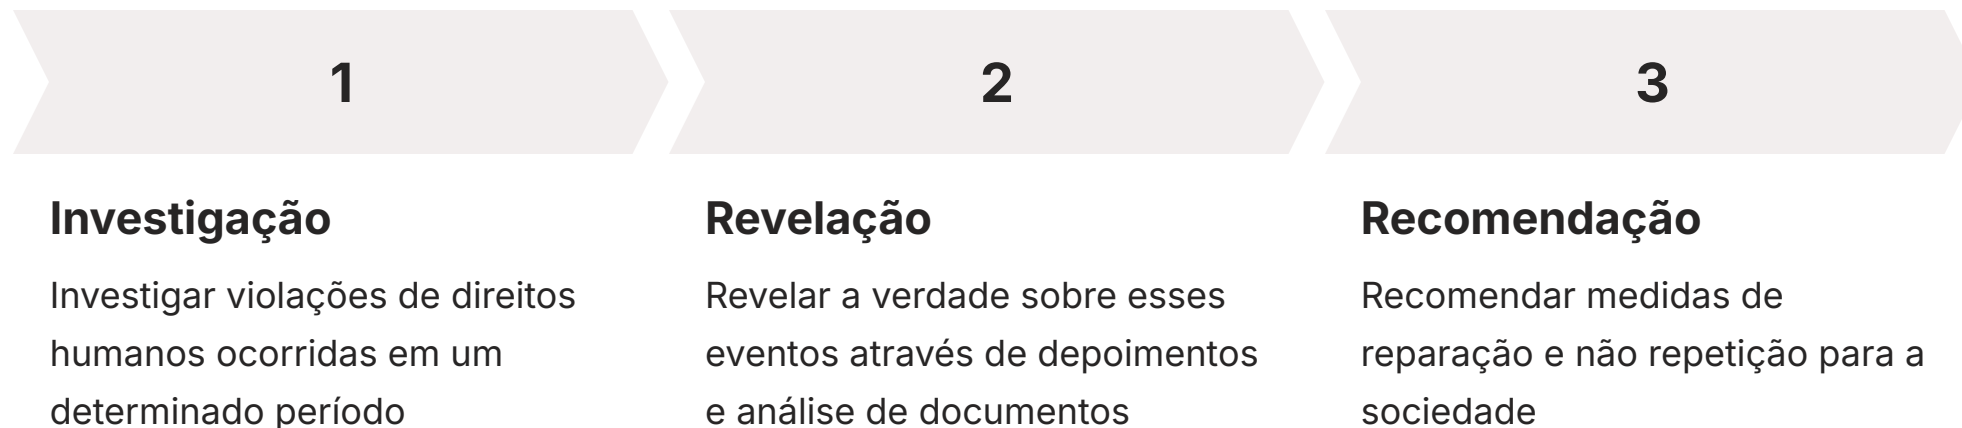 1
2
3
Investigação
Investigar violações de direitos
humanos ocorridas em um
determinado período
Revelação
Revelar a verdade sobre esses
eventos através de depoimentos
e análise de documentos
Recomendação
Recomendar medidas de
reparação e não repetição para a
sociedade